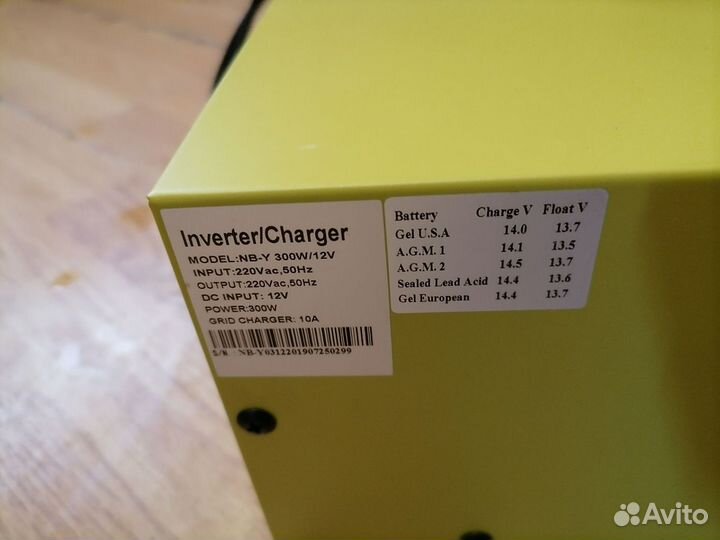 Inverter/Charger
MODEL:NB-Y 300W/12V
INPUT:220Vac,50Hz
OUTPUT:220Vac,50Hz
DC INPUT: 12V
POWER:300W
GRID CHARGER: 10A
S/N : NB-Y0312201907250299
Battery Charge V Float V
Gel U.S.A 14.0 13.7
A.G.M. 1 14.1 13.5
A.G.M. 2 14.5 13.7
Sealed Lead Acid 14.4 13.6
Gel European 14.4 13.7
Avito